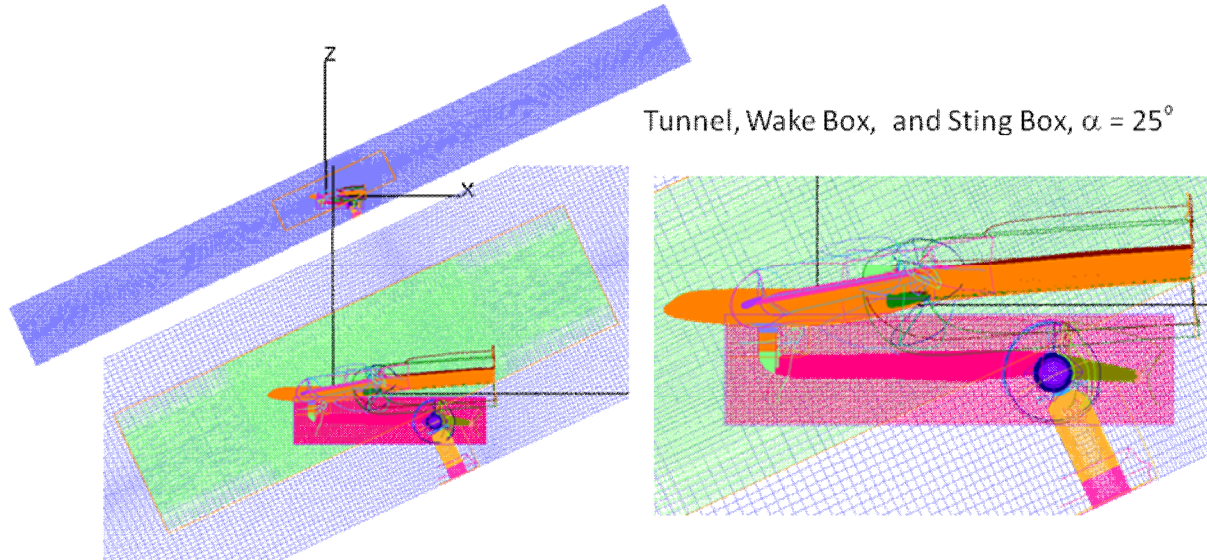 Z
Tunnel, Wake Box, and Sting Box, α = 25°
X